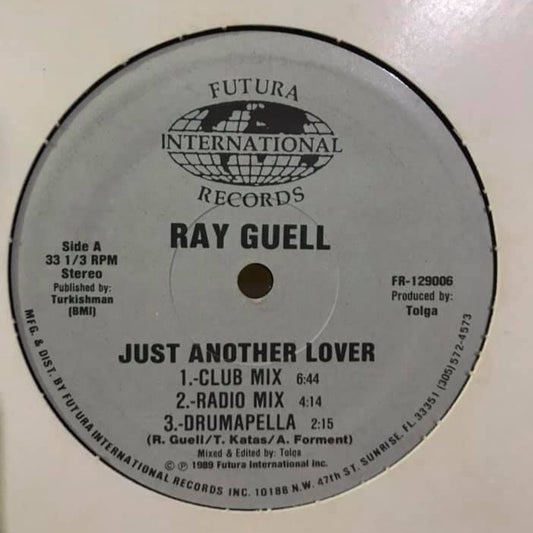 FUTURA
INTERNATIONAL
RECORDS
RAY GUELL
Side A
33 1/3 RPM
Stereo
Published by:
Turkishman
(BMI)
FR-129006
Produced by:
Tolga
JUST ANOTHER LOVER
1.-CLUB MIX 6:44
2.-RADIO MIX 4:14
3.-DRUMAPELLA 2:15
(R. Guell/T. Katas/A. Forment)
Mixed & Edited by: Tolga
© ℗ 1989 Futura International Inc.
MFG. & DIST. BY FUTURA INTERNATIONAL RECORDS INC. 10186 N.W. 47th ST. SUNRISE, FL. 33351 (305)572-4573